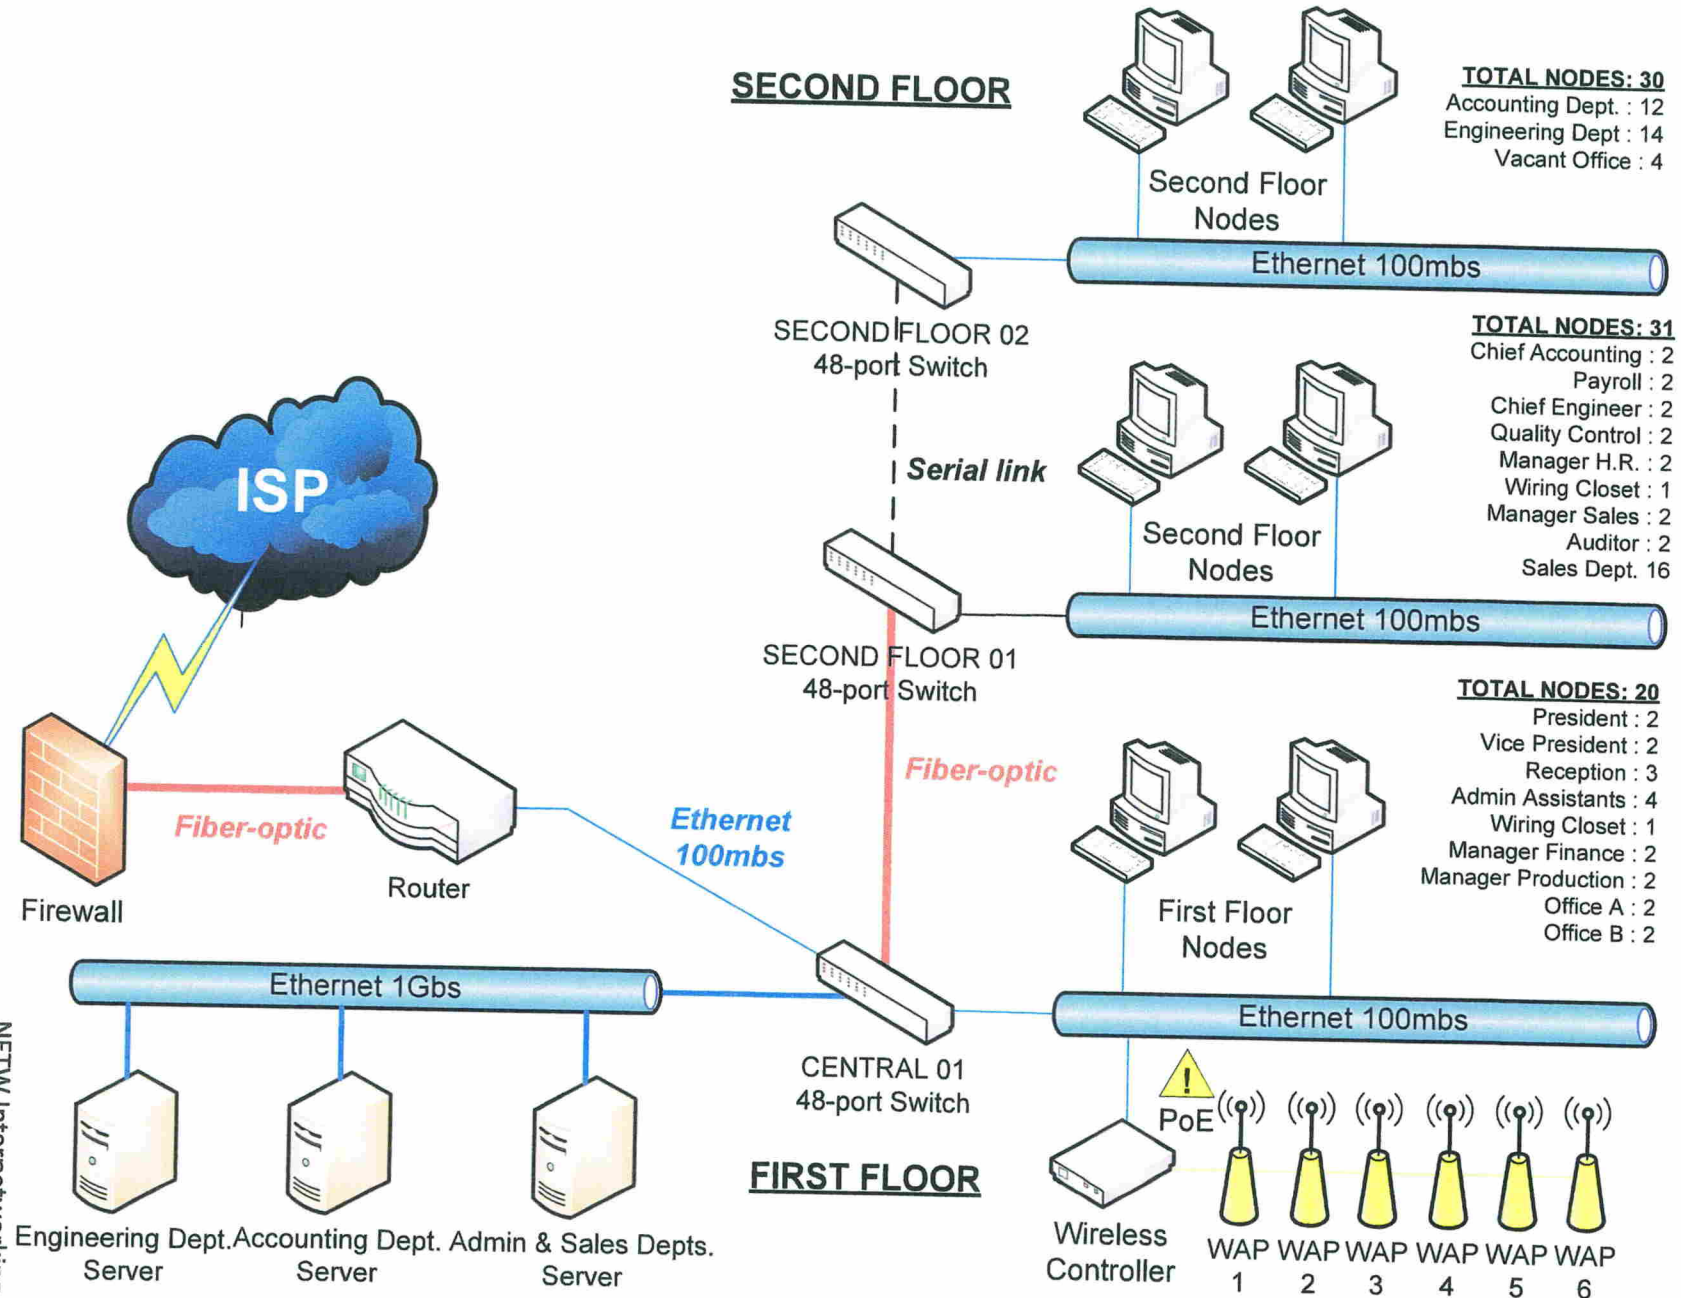 SECOND FLOOR
TOTAL NODES: 30
Accounting Dept. : 12
Engineering Dept : 14
Vacant Office : 4
Second Floor
Nodes
Ethernet 100mbs
SECOND FLOOR 02
48-port Switch
TOTAL NODES: 31
Chief Accounting : 2
Payroll : 2
Chief Engineer : 2
Quality Control : 2
Manager H.R. : 2
Wiring Closet : 1
Manager Sales : 2
Auditor : 2
Sales Dept. 16
ISP
Serial link
Second Floor
Nodes
Ethernet 100mbs
SECOND FLOOR 01
48-port Switch
TOTAL NODES: 20
President : 2
Vice President : 2
Reception : 3
Admin Assistants : 4
Wiring Closet : 1
Manager Finance : 2
Manager Production : 2
Office A : 2
Office B : 2
Fiber-optic
Fiber-optic
Ethernet
100mbs
Router
Firewall
First Floor
Nodes
Ethernet 1Gbs
Ethernet 100mbs
CENTRAL 01
48-port Switch
!
PoE
FIRST FLOOR
Engineering Dept.
Server
Accounting Dept.
Server
Admin & Sales Depts.
Server
Wireless
Controller
WAP
1
WAP
2
WAP
3
WAP
4
WAP
5
WAP
6
NETW